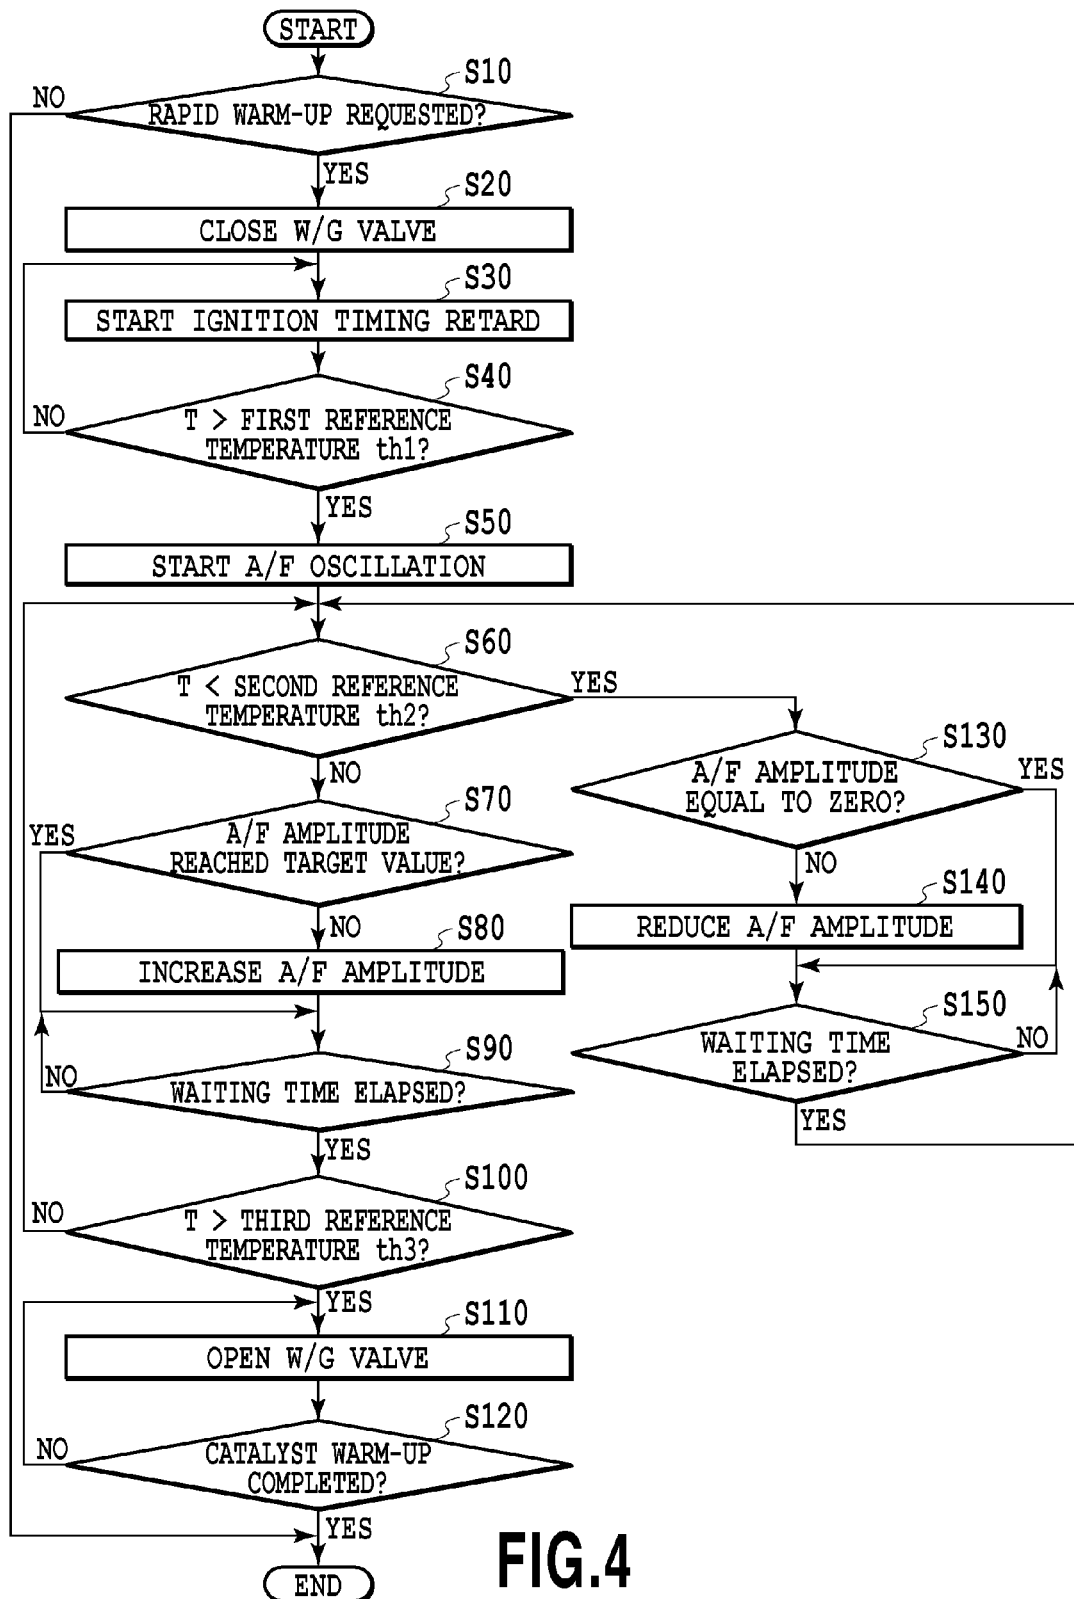 START
S10
NO
RAPID WARM-UP REQUESTED?
YES
S20
CLOSE W/G VALVE
S30
START IGNITION TIMING RETARD
S40
NO
T > FIRST REFERENCE
TEMPERATURE th1?
YES
S50
START A/F OSCILLATION
S60
T < SECOND REFERENCE
TEMPERATURE th2?
YES
NO
S70
YES
A/F AMPLITUDE
REACHED TARGET VALUE?
NO
S80
INCREASE A/F AMPLITUDE
S90
NO
WAITING TIME ELAPSED?
YES
S100
NO
T > THIRD REFERENCE
TEMPERATURE th3?
YES
S110
OPEN W/G VALVE
S120
NO
CATALYST WARM-UP
COMPLETED?
YES
END
S130
A/F AMPLITUDE
EQUAL TO ZERO?
YES
NO
S140
REDUCE A/F AMPLITUDE
S150
WAITING TIME
ELAPSED?
NO
YES
FIG.4